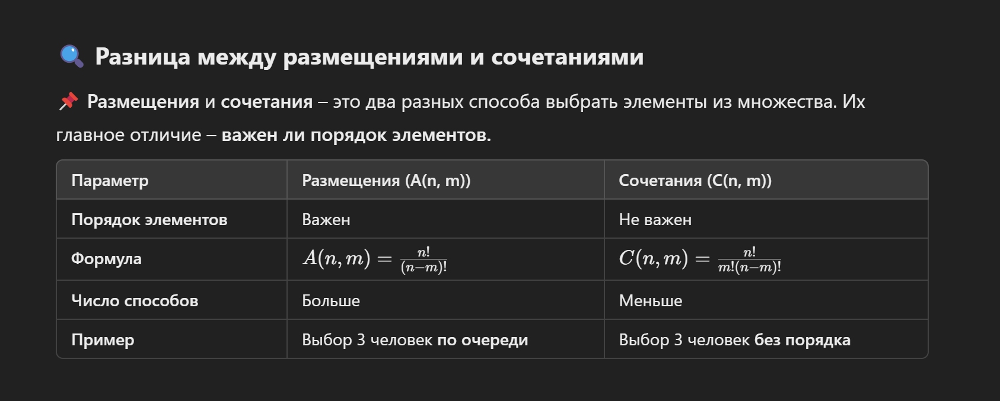 🔍 Разница между размещениями и сочетаниями
📌 Размещения и сочетания – это два разных способа выбрать элементы из множества. Их
главное отличие – важен ли порядок элементов.
Параметр Размещения (A(n, m)) Сочетания (C(n, m))
Порядок элементов Важен Не важен
Формула A(n, m) = n!/(n−m)! C(n, m) = n!/m!(n−m)!
Число способов Больше Меньше
Пример Выбор 3 человек по очереди Выбор 3 человек без порядка